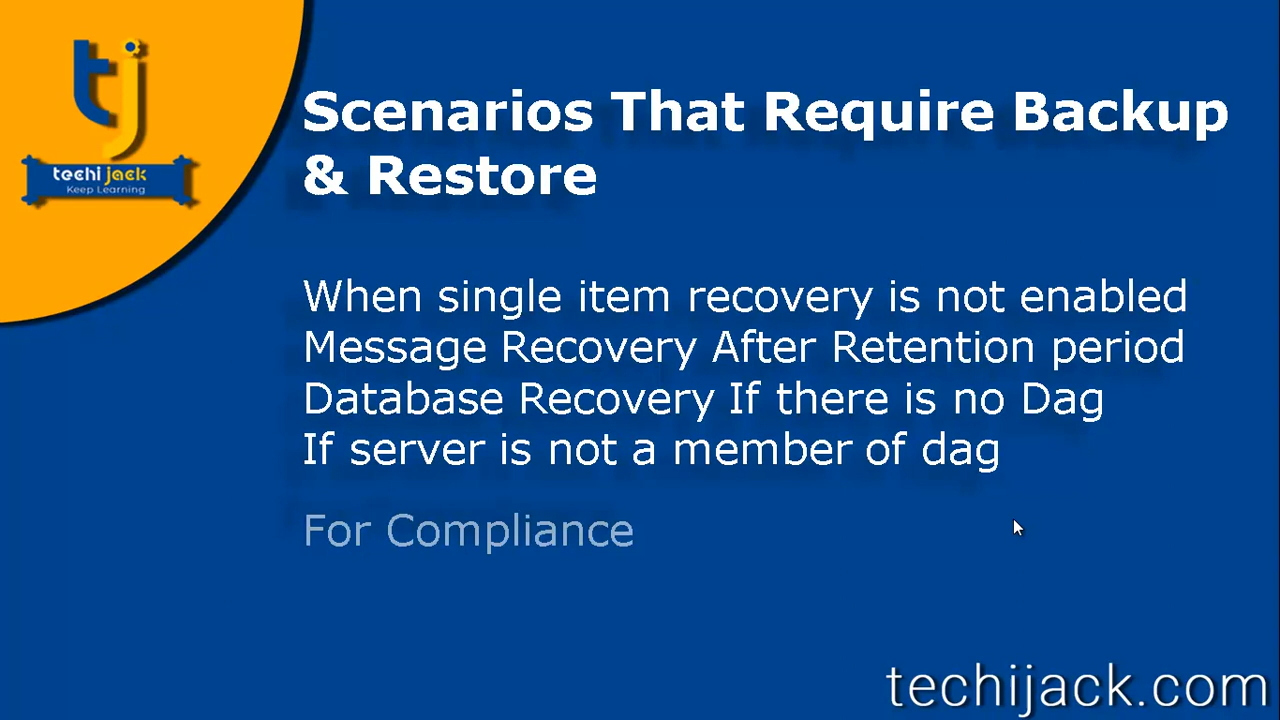 tj
techi jack
Keep Learning
Scenarios That Require Backup
& Restore
When single item recovery is not enabled
Message Recovery After Retention period
Database Recovery If there is no Dag
If server is not a member of dag
For Compliance
techijack.com